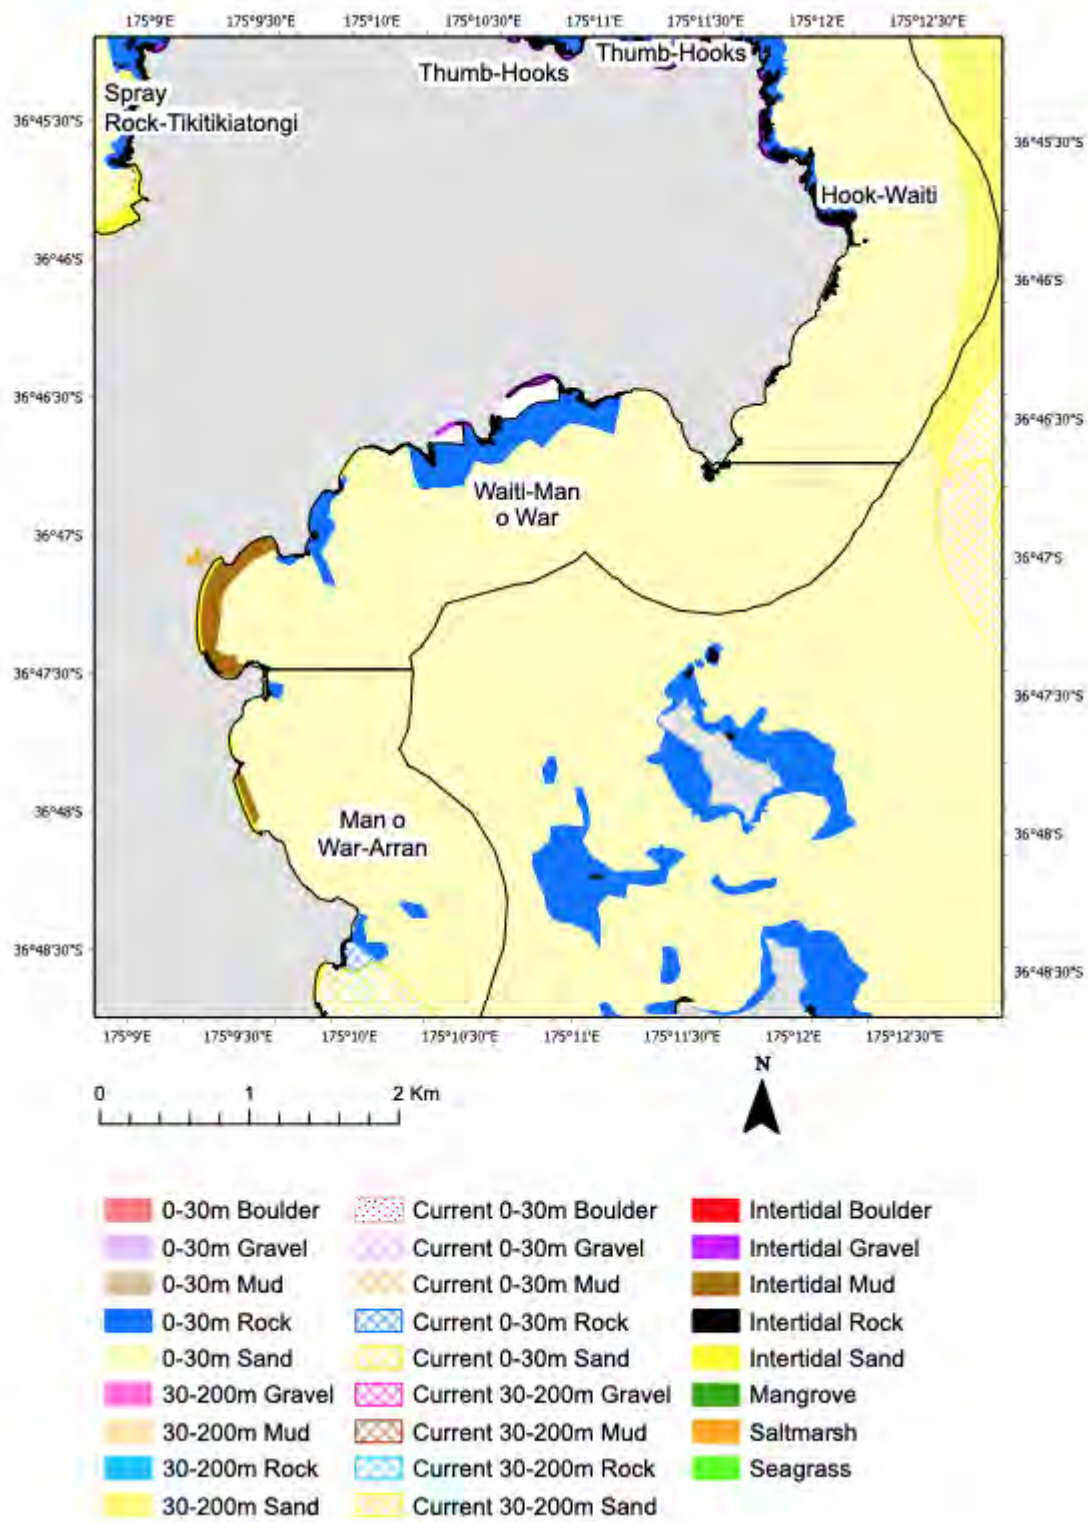 175°9'E 175°9'30"E 175°10'E 175°10'30"E 175°11'E 175°11'30"E 175°12'E 175°12'30"E
Thumb-Hooks
Thumb-Hooks
Spray
Rock-Tikitikiatongi
36°45'30"S
36°45'30"S
Hook-Waiti
36°46'S
36°46'S
36°46'30"S
36°46'30"S
Waiti-Man
o War
36°47'S
36°47'S
36°47'30"S
36°47'30"S
36°48'S
36°48'S
Man o
War-Arran
36°48'30"S
36°48'30"S
175°9'E 175°9'30"E 175°10'E 175°10'30"E 175°11'E 175°11'30"E 175°12'E 175°12'30"E
N
0 1 2 Km
0-30m Boulder Current 0-30m Boulder Intertidal Boulder
0-30m Gravel Current 0-30m Gravel Intertidal Gravel
0-30m Mud Current 0-30m Mud Intertidal Mud
0-30m Rock Current 0-30m Rock Intertidal Rock
0-30m Sand Current 0-30m Sand Intertidal Sand
30-200m Gravel Current 30-200m Gravel Mangrove
30-200m Mud Current 30-200m Mud Saltmarsh
30-200m Rock Current 30-200m Rock Seagrass
30-200m Sand Current 30-200m Sand